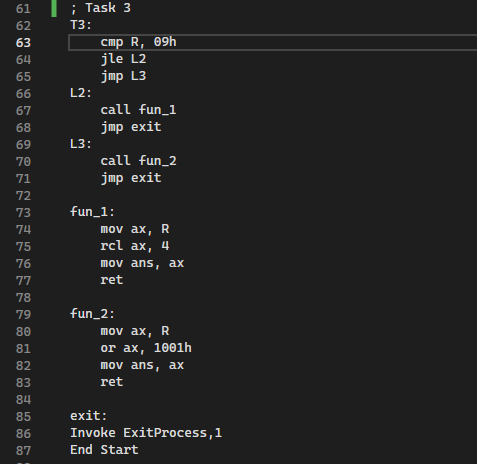 61 ; Task 3
62 T3:
63 cmp R, 09h
64 jle L2
65 jmp L3
66 L2:
67 call fun_1
68 jmp exit
69 L3:
70 call fun_2
71 jmp exit
72
73 fun_1:
74 mov ax, R
75 rcl ax, 4
76 mov ans, ax
77 ret
78
79 fun_2:
80 mov ax, R
81 or ax, 1001h
82 mov ans, ax
83 ret
84
85 exit:
86 Invoke ExitProcess,1
87 End Start